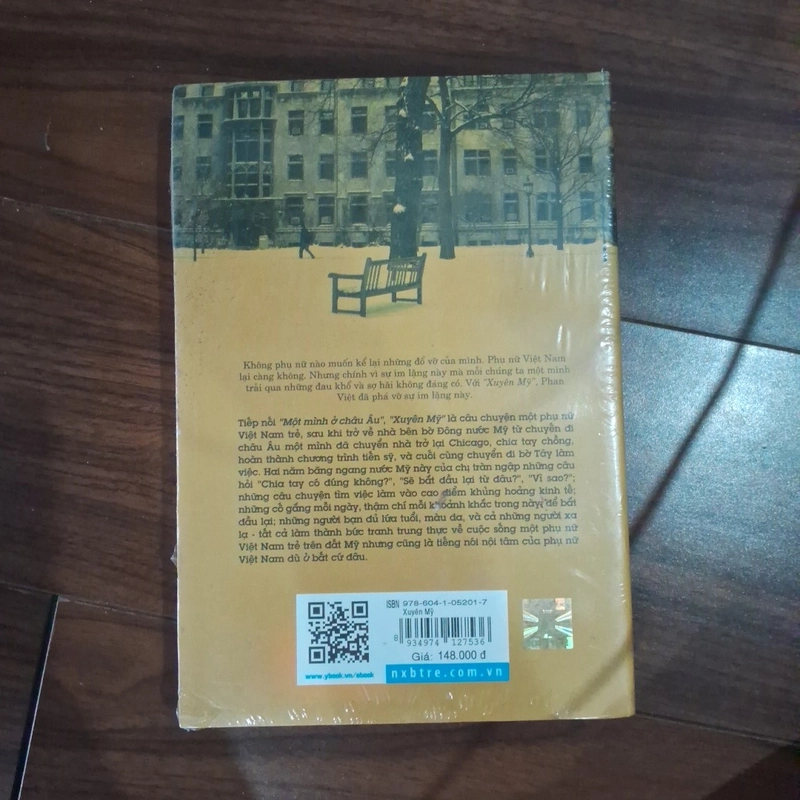 Không phụ nữ nào muốn kể lại những đổ vỡ của mình. Phụ nữ Việt Nam
lại càng không. Nhưng chính vì sự im lặng này mà mỗi chúng ta một mình
trải qua những đau khổ và sợ hãi không đáng có. Với "Xuyên Mỹ", Phan
Việt đã phá vỡ sự im lặng này.
Tiếp nối "Một mình ở châu Âu", "Xuyên Mỹ" là câu chuyện một phụ nữ
Việt Nam trẻ, sau khi trở về nhà bên bờ Đông nước Mỹ từ chuyến đi
châu Âu một mình đã chuyển nhà trở lại Chicago, chia tay chồng,
hoàn thành chương trình tiến sỹ, và cuối cùng chuyển đi bờ Tây làm
việc. Hai năm băng ngang nước Mỹ này của chị tràn ngập những câu
hỏi "Chia tay có đúng không?", "Sẽ bắt đầu lại từ đâu?", "Vì sao?";
những câu chuyện tìm việc làm vào cao điểm khủng hoảng kinh tế;
những cố gắng mỗi ngày, thậm chí mỗi khoảnh khắc trong ngày để bắt
đầu lại; những người bạn đủ lứa tuổi, màu da, và cả những người xa
lạ - tất cả làm thành bức tranh trung thực về cuộc sống một phụ nữ
Việt Nam trẻ trên đất Mỹ nhưng cũng là tiếng nói nội tâm của phụ nữ
Việt Nam dù ở bất cứ đâu.
ISBN 978-604-1-05201-7
Xuyên Mỹ
8 934974 127536
Giá: 148.000 đ
www.ybook.vn/ebook
nxbtre.com.vn